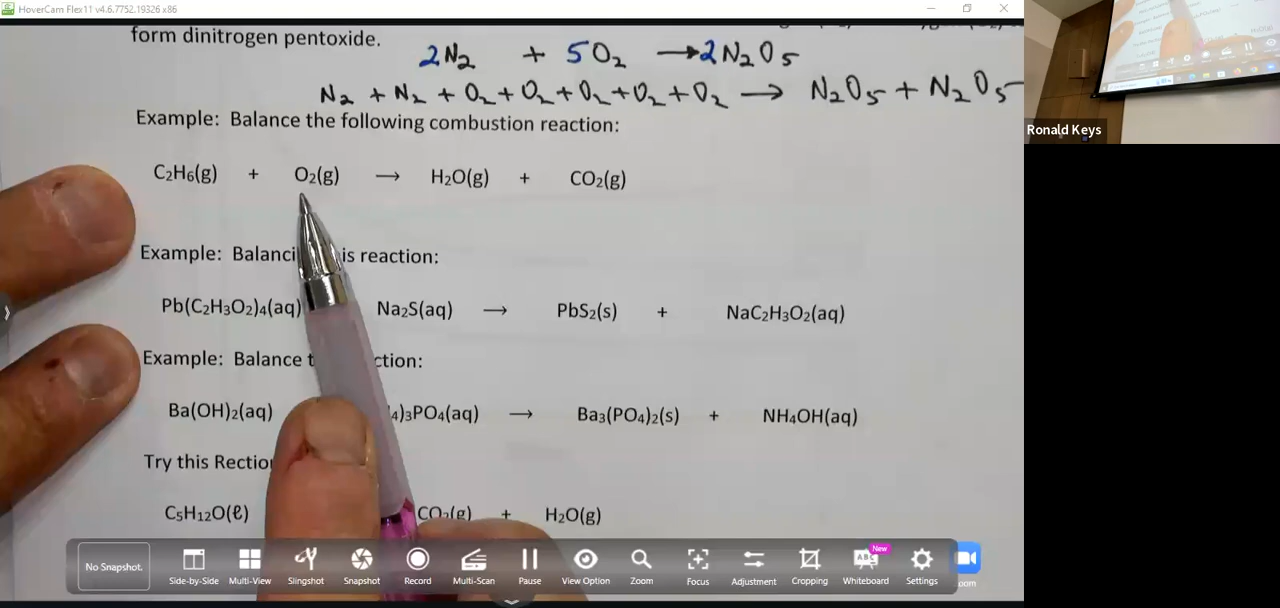 HoverCam Flex11 v4.6.7752.19326 x86
form dinitrogen pentoxide.
2N₂ + 5O₂ → 2N₂O₅
N₂ + N₂ + O₂ + O₂ + O₂ + O₂ + O₂ → N₂O₅ + N₂O₅
Example: Balance the following combustion reaction:
C₂H₆(g) + O₂(g) → H₂O(g) + CO₂(g)
Example: Balanci is reaction:
Pb(C₂H₃O₂)₄(aq) Na₂S(aq) → PbS₂(s) + NaC₂H₃O₂(aq)
Example: Balance t ction:
Ba(OH)₂(aq) ₄)₃PO₄(aq) → Ba₃(PO₄)₂(s) + NH₄OH(aq)
Try this Rectio
C₅H₁₂O(ℓ) CO₂(g) + H₂O(g)
No Snapshot.
Side-by-Side Multi-View Slingshot Snapshot Record Multi-Scan Pause View Option Zoom Focus Adjustment Cropping Whiteboard Settings
New
ABC
oom
Ronald Keys